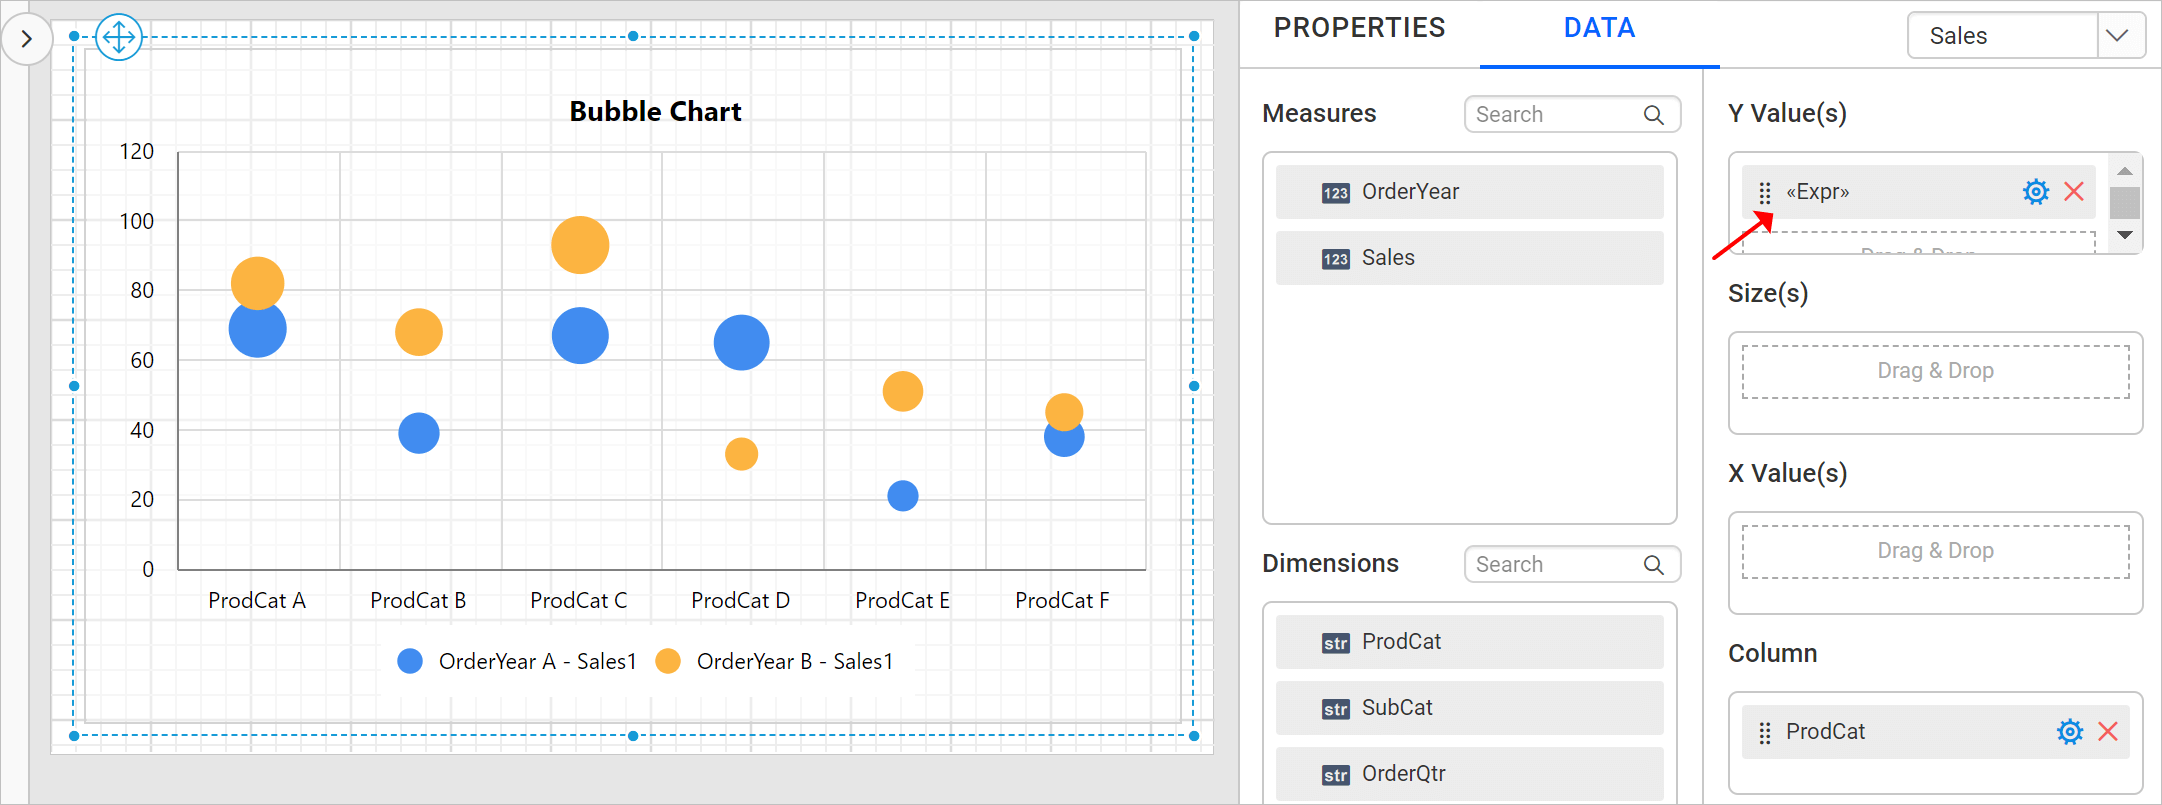 Bubble Chart
120
100
80
60
40
20
0
ProdCat A ProdCat B ProdCat C ProdCat D ProdCat E ProdCat F
OrderYear A - Sales1 OrderYear B - Sales1
PROPERTIES DATA
Sales
Measures
Search
123 OrderYear
123 Sales
Dimensions
Search
str ProdCat
str SubCat
str OrderQtr
Y Value(s)
«Expr»
Drag & Drop
Size(s)
Drag & Drop
X Value(s)
Drag & Drop
Column
ProdCat